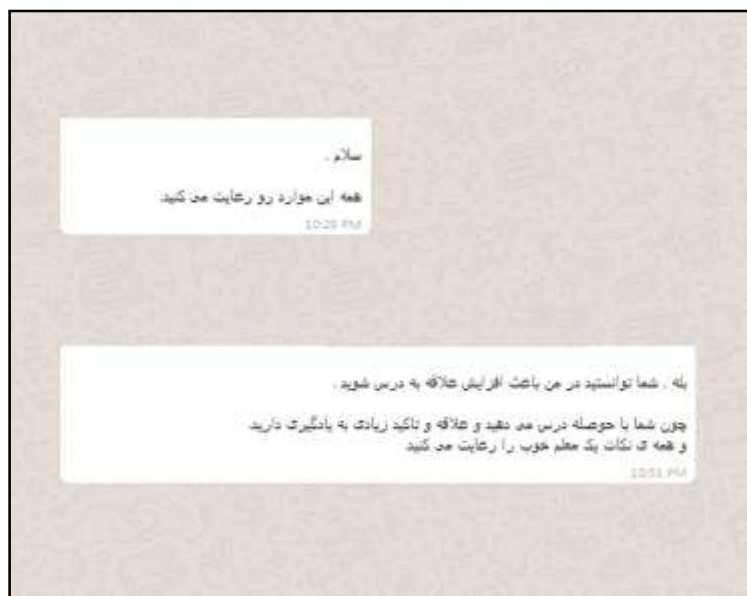 سلام .
همه این موارد رو رعایت می کنید.
10:29 PM
بله . شما توانستید در من باعث افزایش علاقه به درس شوید .
چون شما با حوصله درس می دهید و علاقه و تاکید زیادی به یادگیری دارید.
و همه ی نکات یک معلم خوب را رعایت می کنید.
PM